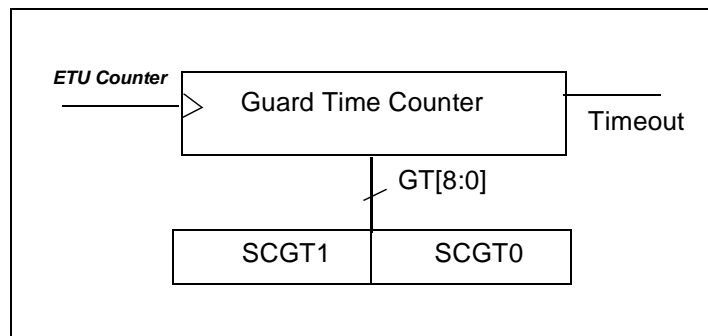 ETU Counter
Guard Time Counter
Timeout
GT[8:0]
SCGT1 SCGT0